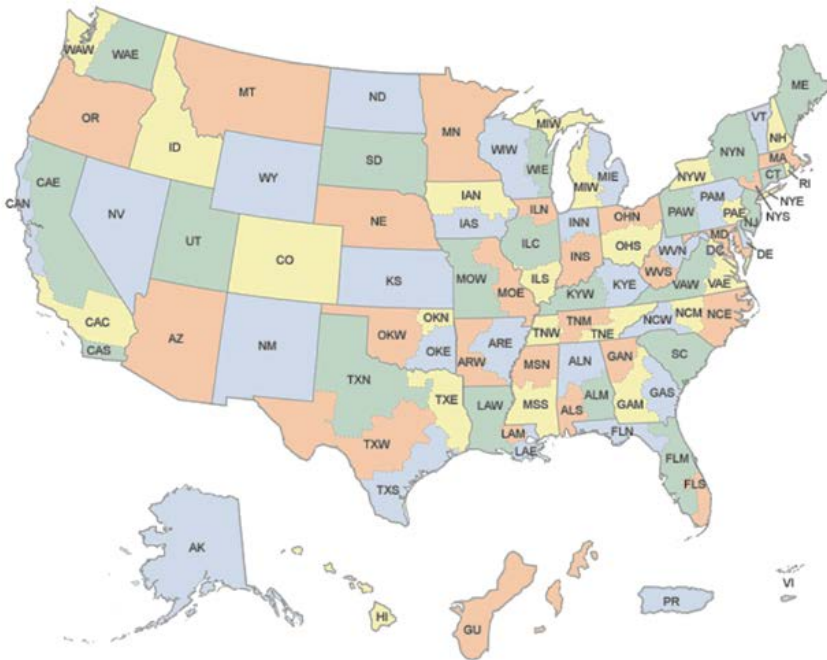 WAW
WAE
MT
ND
MN
ME
OR
ID
SD
WIW
WIE
MIW
MIW
MIE
VT
NH
NYN
MA
NYW
CT
RI
NYE
NYS
WY
CAE
CAN
NV
UT
CO
NE
IAN
IAS
ILN
ILC
ILS
INN
INS
OHN
OHS
PAW
PAM
PAE
NJ
MD
DC
DE
WVN
WVS
VAW
VAE
KS
MOW
MOE
KYW
KYE
CAC
CAS
AZ
NM
OKW
OKN
OKE
ARE
ARW
TNW
TNM
TNE
NCW
NCM
NCE
SC
MSN
MSS
ALN
ALM
ALS
GAN
GAM
GAS
TXN
TXE
TXW
TXS
LAW
LAM
LAE
FLN
FLM
FLS
AK
HI
GU
PR
VI